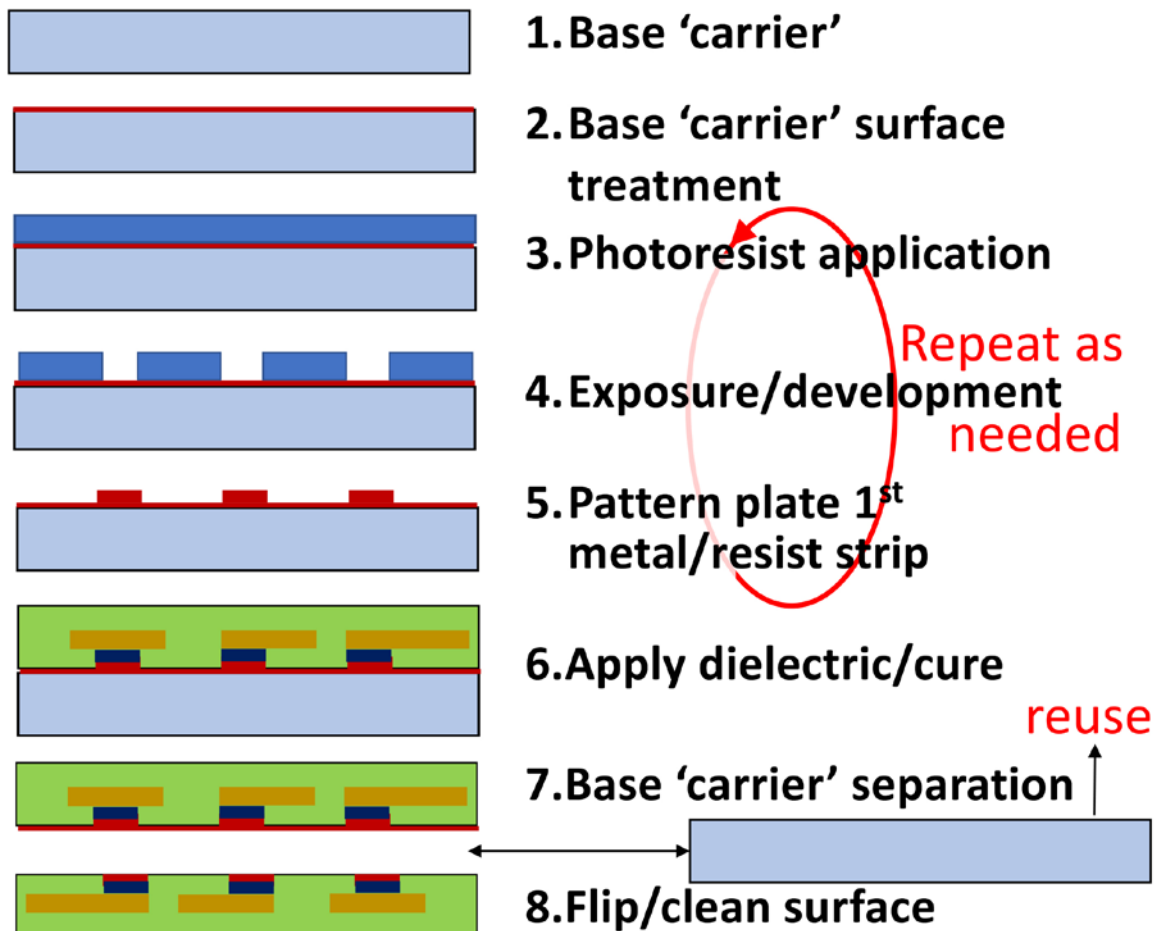 1. Base ‘carrier’
2. Base ‘carrier’ surface
treatment
3. Photoresist application
Repeat as
4. Exposure/development
needed
5. Pattern plate 1st
metal/resist strip
6. Apply dielectric/cure
reuse
7. Base ‘carrier’ separation
8. Flip/clean surface